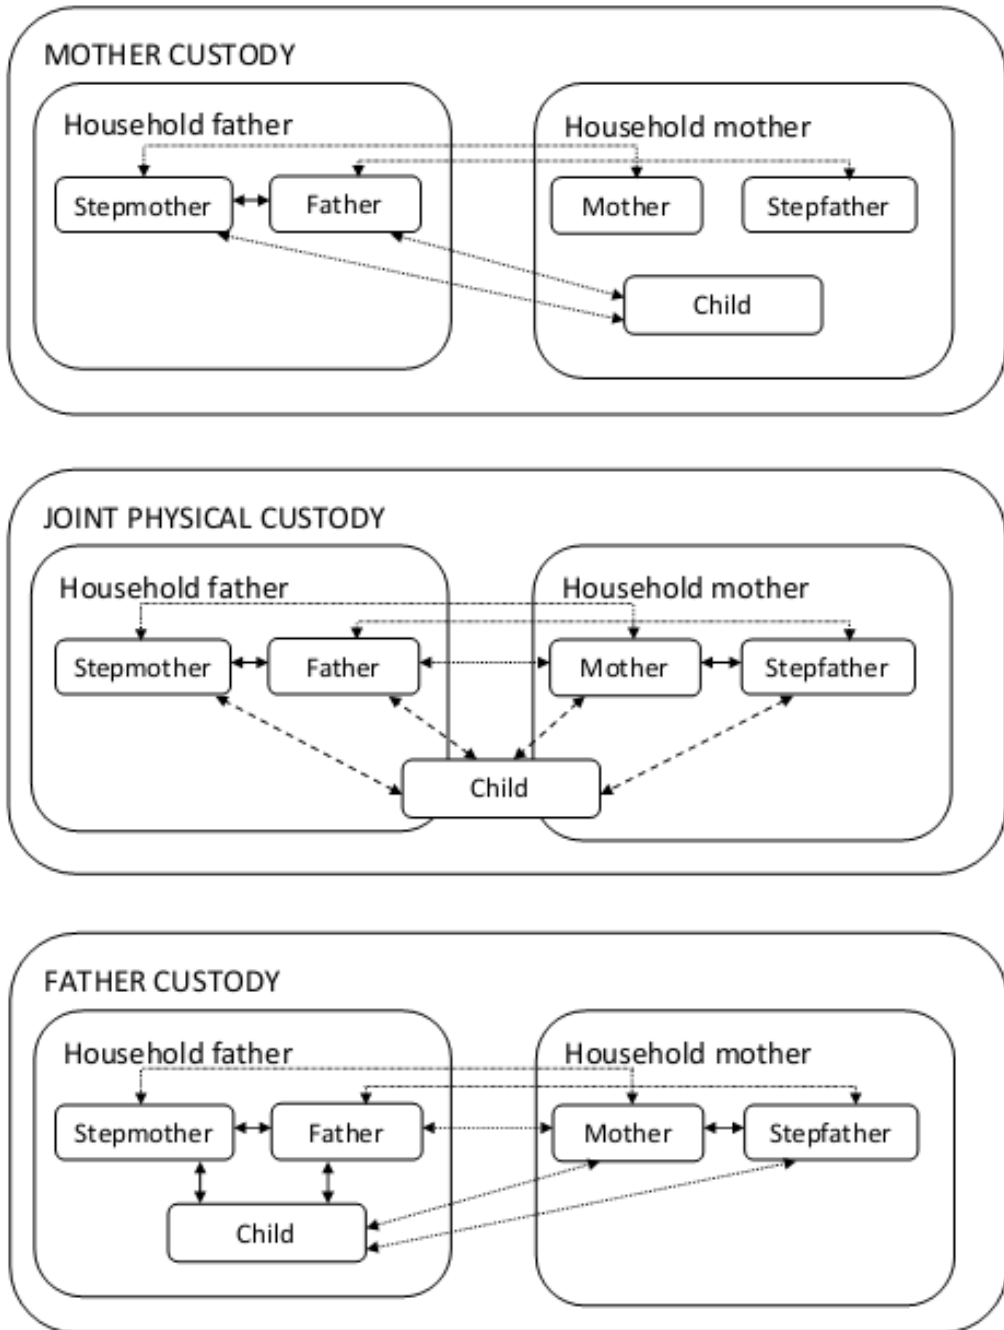 MOTHER CUSTODY
Household father
Household mother
Stepmother
Father
Mother
Stepfather
Child
JOINT PHYSICAL CUSTODY
Household father
Household mother
Stepmother
Father
Mother
Stepfather
Child
FATHER CUSTODY
Household father
Household mother
Stepmother
Father
Mother
Stepfather
Child